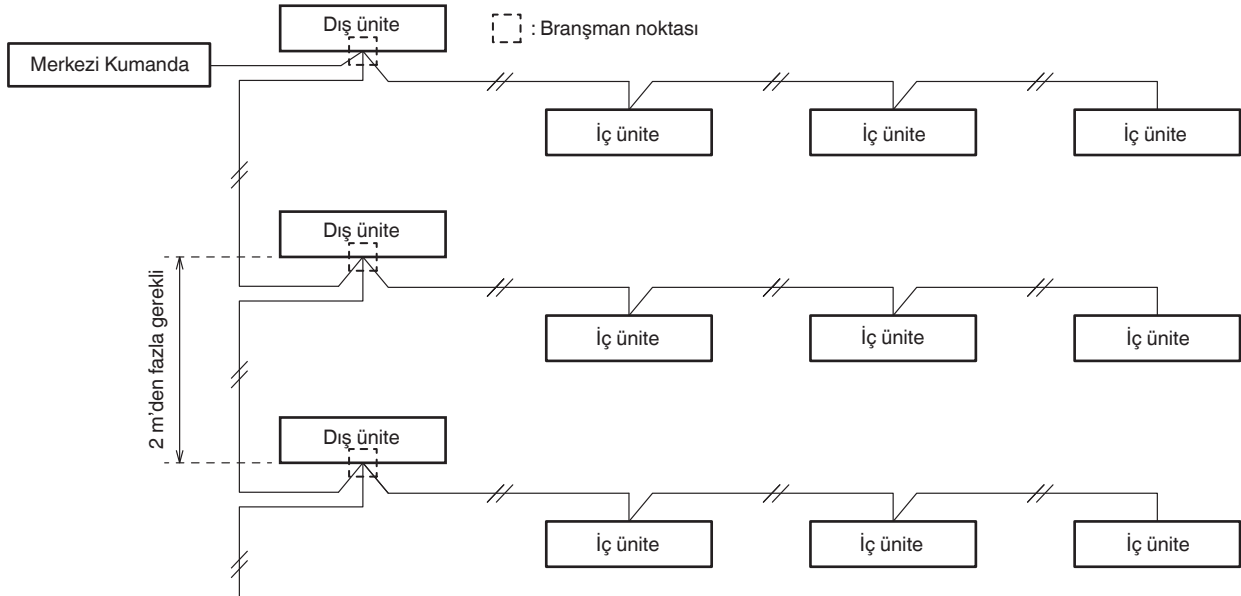 Dış ünite
: Branşman noktası
Merkezi Kumanda
İç ünite
İç ünite
İç ünite
Dış ünite
2 m’den fazla gerekli
İç ünite
İç ünite
İç ünite
Dış ünite
İç ünite
İç ünite
İç ünite